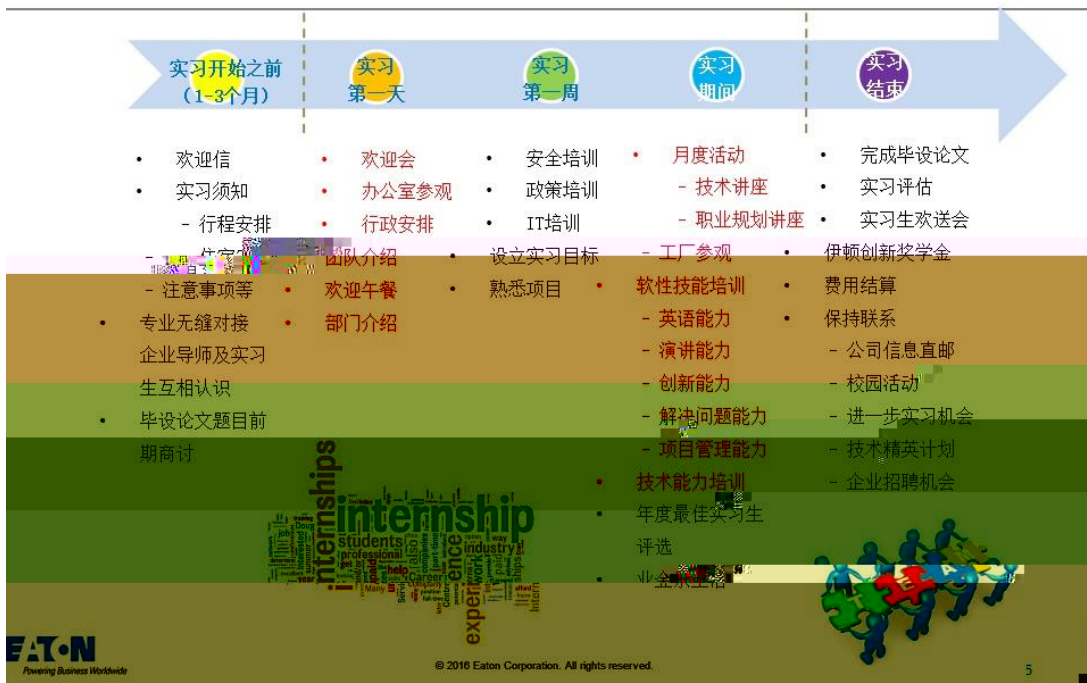 实习开始之前
（1-3个月）
实习
第一天
实习
第一周
实习
期间
实习
结束
• 欢迎信
• 实习须知
- 行程安排
- 注意事项等
• 专业无缝对接
企业导师及实习
生互相认识
• 毕设论文题目前
期商讨
• 欢迎会
• 办公室参观
• 行政安排
团队介绍
• 欢迎午餐
• 部门介绍
• 安全培训
• 政策培训
• IT培训
• 设立实习目标
• 熟悉项目
• 月度活动
- 技术讲座
- 职业规划讲座
- 工厂参观
• 软性技能培训
- 英语能力
- 演讲能力
- 创新能力
- 解决问题能力
- 项目管理能力
• 技术能力培训
• 年度最佳实习生
评选
• 完成毕设论文
• 实习评估
• 实习生欢送会
• 伊顿创新奖学金
• 费用结算
• 保持联系
- 公司信息直邮
- 校园活动
- 进一步实习机会
- 技术精英计划
- 企业招聘机会
internships
internship
students
professional
experience
industry
help
Career
paid
job
way
Many
year
Intern
EATON
Powering Business Worldwide
© 2016 Eaton Corporation. All rights reserved.
5